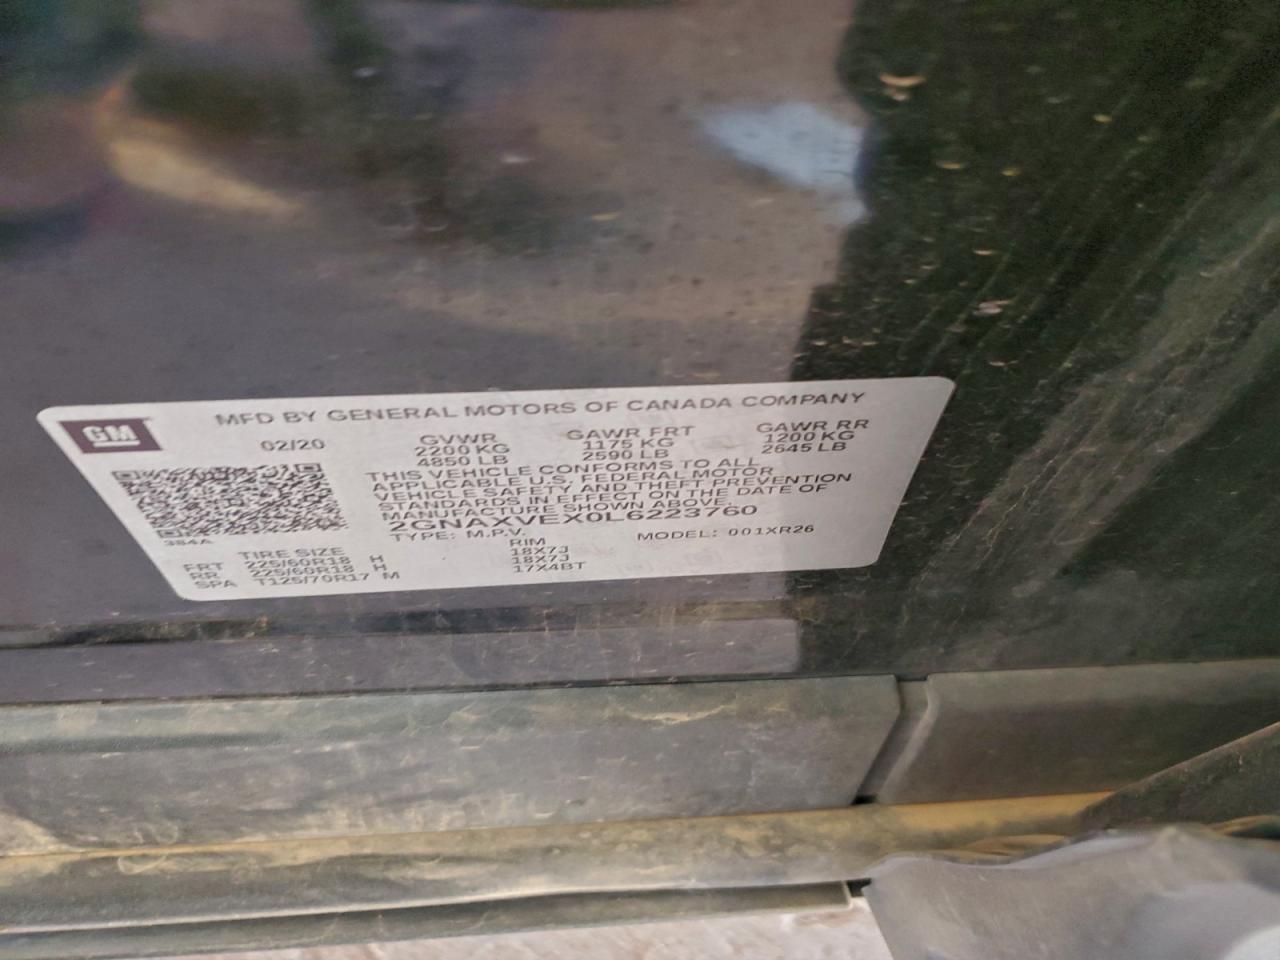 MFD BY GENERAL MOTORS OF CANADA COMPANY
GM
02/20 GVWR GAWR FRT GAWR RR
2200 KG 1175 KG 1200 KG
4850 LB 2590 LB 2645 LB
THIS VEHICLE CONFORMS TO ALL
APPLICABLE U.S. FEDERAL MOTOR
VEHICLE SAFETY AND THEFT PREVENTION
STANDARDS IN EFFECT ON THE DATE OF
MANUFACTURE SHOWN ABOVE.
2GNAXVEX0L6223760
TYPE: M.P.V. MODEL: 001XR26
384A
TIRE SIZE RIM
FRT 225/60R18 H 18X7J
RR 225/60R18 H 18X7J
SPA T125/70R17 M 17X4BT